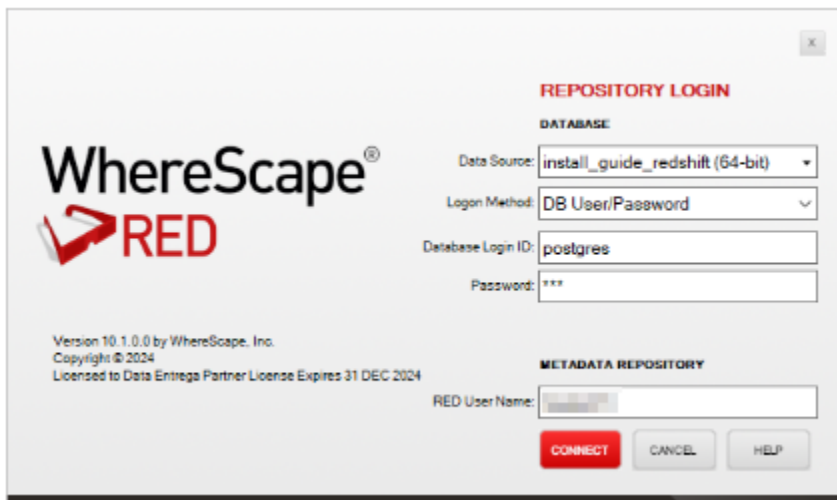 x
REPOSITORY LOGIN
DATABASE
WhereScape®
RED
Data Source: install_guide_redshift (64-bit)
Logon Method: DB User/Password
Database Login ID: postgres
Password: ***
Version 10.1.0.0 by WhereScape, Inc.
Copyright © 2024
Licensed to Data Entrega Partner License Expires 31 DEC 2024
METADATA REPOSITORY
RED User Name:
CONNECT CANCEL HELP